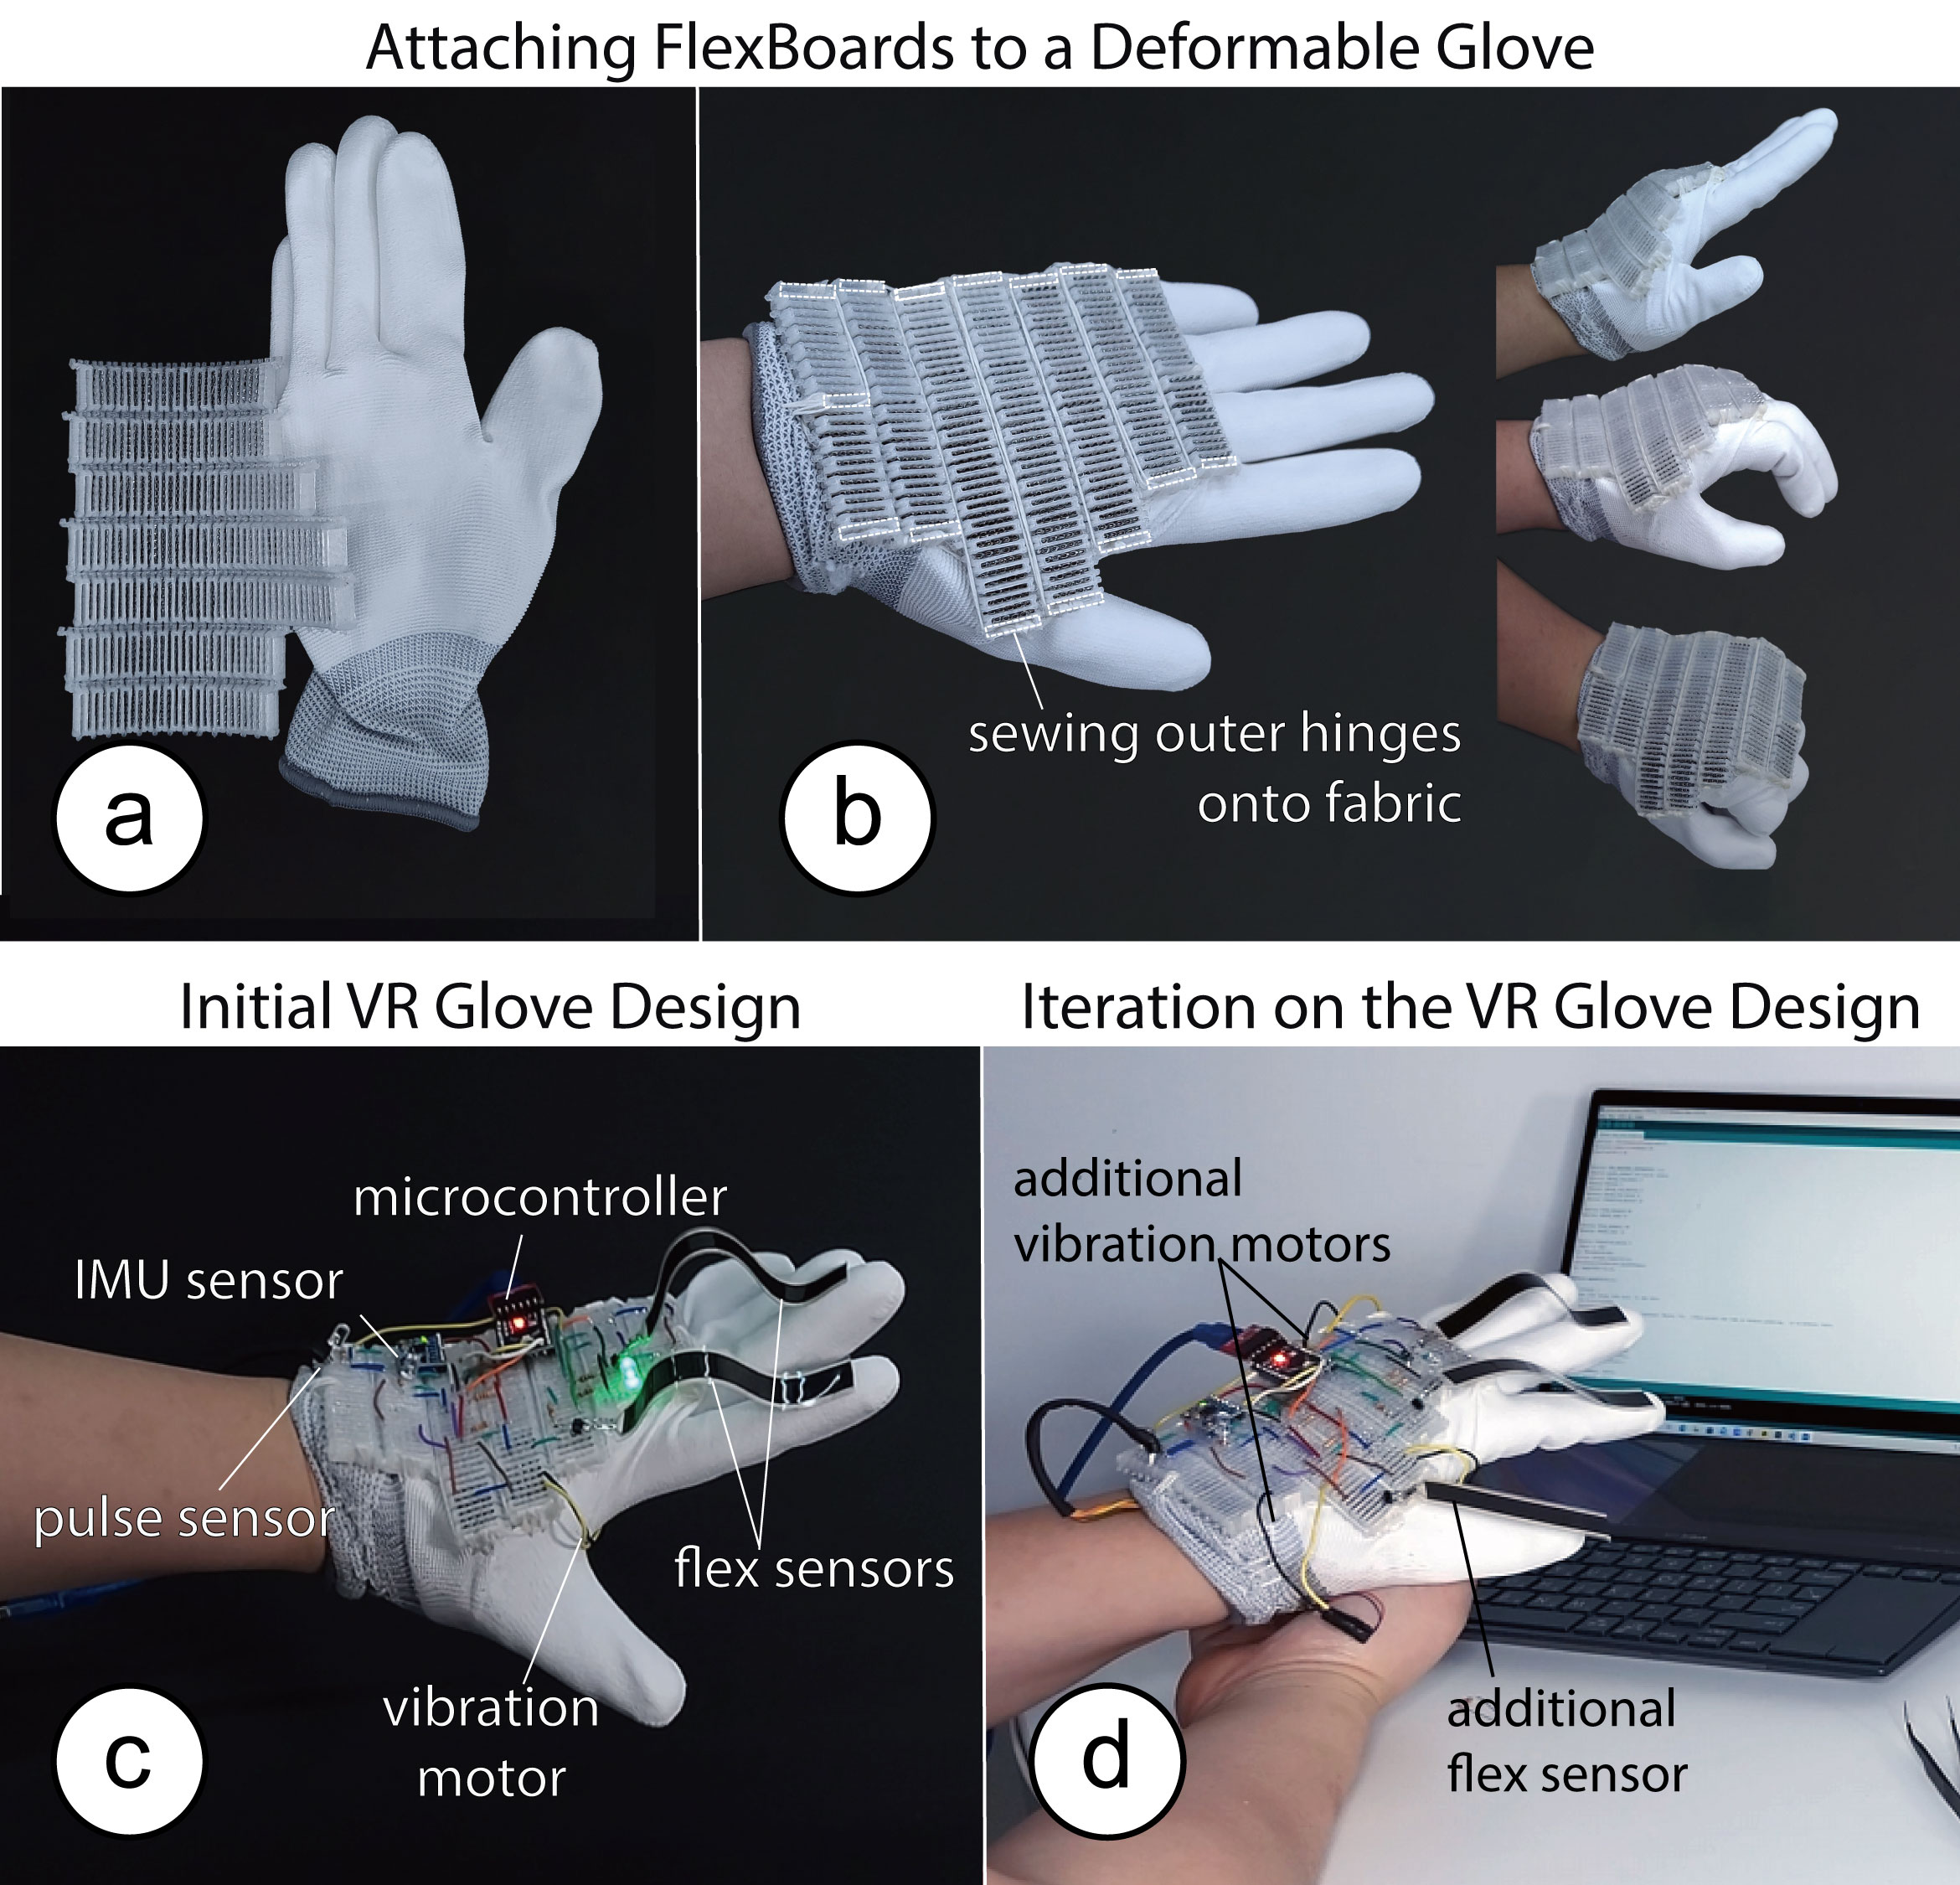 Attaching FlexBoards to a Deformable Glove
a
b
sewing outer hinges
onto fabric
Initial VR Glove Design
Iteration on the VR Glove Design
microcontroller
IMU sensor
pulse sensor
flex sensors
vibration
motor
c
additional
vibration motors
additional
flex sensor
d